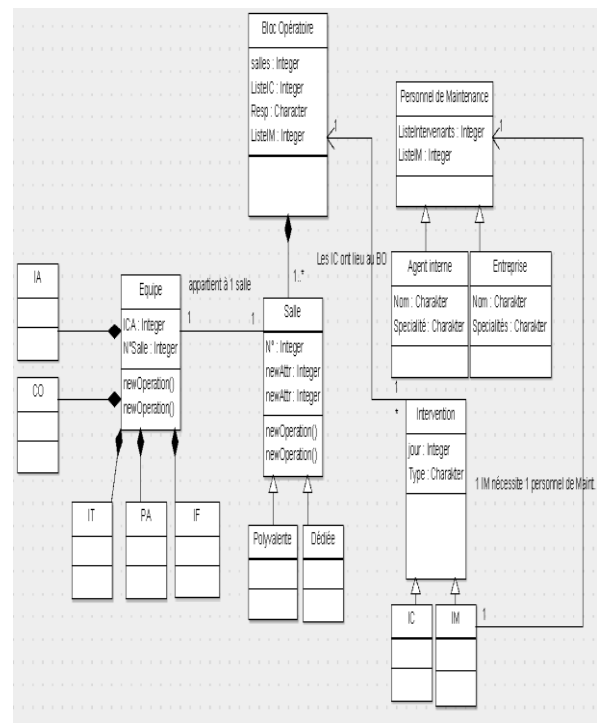 Bloc Opératoire
salles : Integer
ListeIC : Integer
Resp : Character
ListeIM : Integer
1
Personnel de Maintenance
ListeIntervenants : Integer
ListeIM : Integer
1
Les IC ont lieu au BO
1..*
Agent interne
Nom : Charakter
Specialité : Charakter
Entreprise
Nom : Charakter
Specialités : Charakter
IA
Equipe
ICA : Integer
N°Salle : Integer
newOperation()
newOperation()
appartient à 1 salle
1
1
Salle
N° : Integer
newAttr : Integer
newAttr : Integer
newOperation()
newOperation()
CO
1
*
Intervention
jour : Integer
Type : Charakter
1 IM nécessite 1 personnel de Maint.
IT
PA
IF
Polyvalente
Dédiée
IC
IM
1